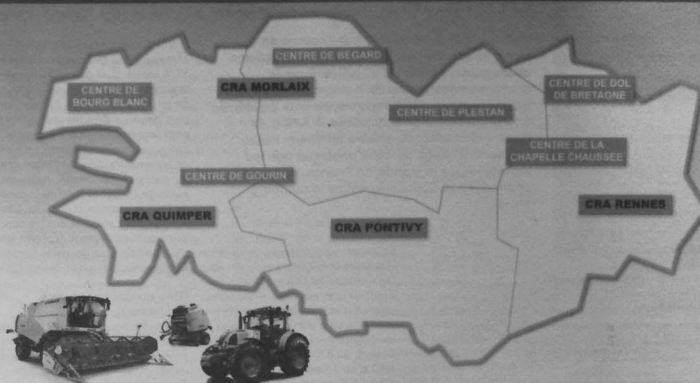 CENTRE DE BEGARD
CENTRE DE
BOURG BLANC
CRA MORLAIX
CENTRE DE DOL
DE BRETAGNE
CENTRE DE PLESTAN
CENTRE DE LA
CHAPELLE CHAUSSEE
CENTRE DE GOURIN
CRA QUIMPER
CRA PONTIVY
CRA RENNES